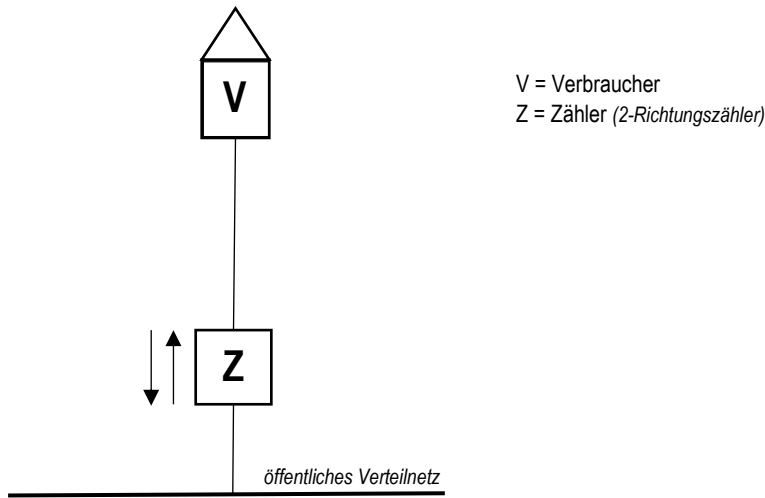 V
V = Verbraucher
Z = Zähler (2-Richtungszähler)
Z
öffentliches Verteilnetz